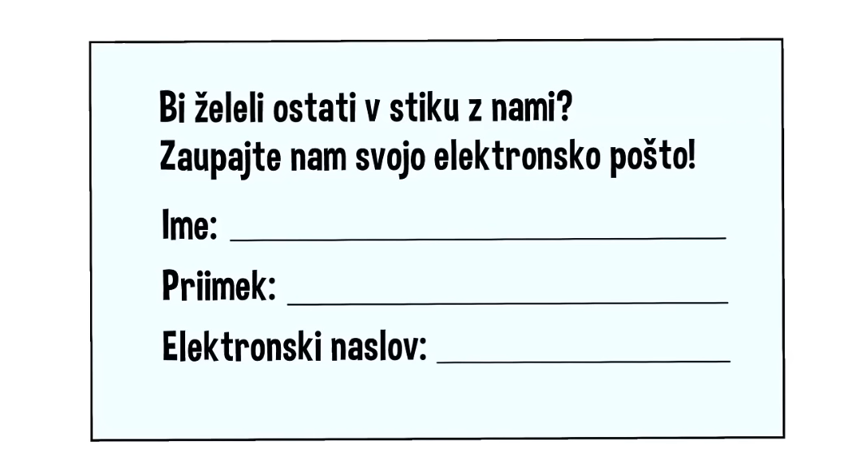 Bi želeli ostati v stiku z nami?
Zaupajte nam svojo elektronsko pošto!
Ime:
Priimek:
Elektronski naslov: